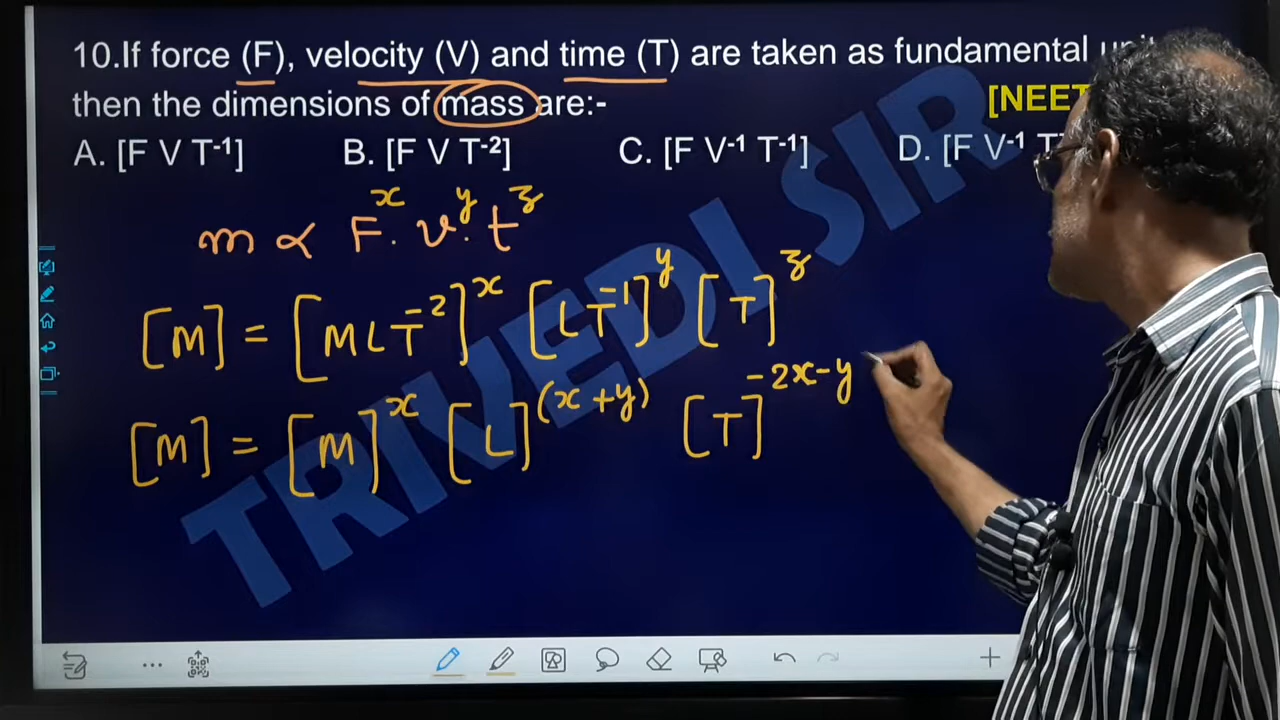 10.If force (F), velocity (V) and time (T) are taken as fundamental
then the dimensions of mass are:- [NEET
A. [F V T⁻¹] B. [F V T⁻²] C. [F V⁻¹ T⁻¹] D. [F V⁻¹ T
m ∝ F^x . v^y . t^z
[M] = [MLT⁻²]^x [LT⁻¹]^y [T]^z
[M] = [M]^x [L]^(x+y) [T]^-2x-y
TRIVEDI SIR